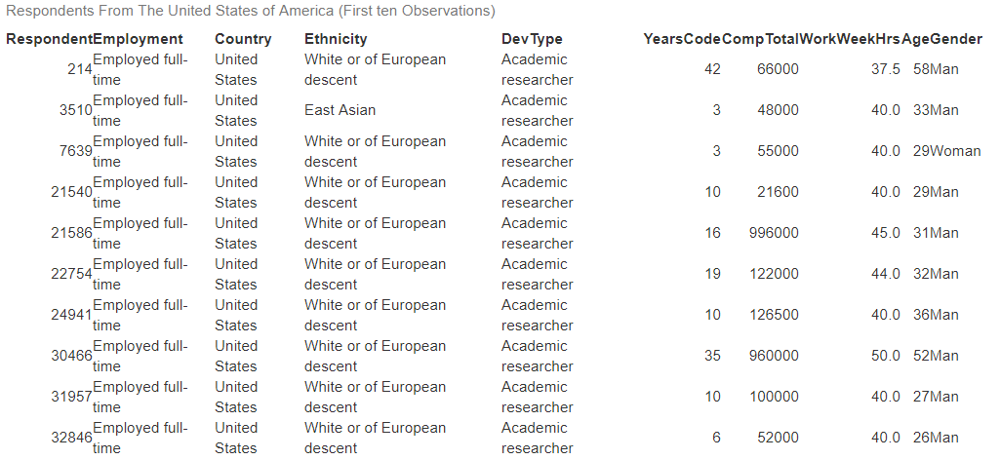 Respondents From The United States of America (First ten Observations)
Respondent Employment Country Ethnicity DevType YearsCode CompTotal WorkWeekHrs Age Gender
214 Employed full-time United States White or of European descent Academic researcher 42 66000 37.5 58 Man
3510 Employed full-time United States East Asian Academic researcher 3 48000 40.0 33 Man
7639 Employed full-time United States White or of European descent Academic researcher 3 55000 40.0 29 Woman
21540 Employed full-time United States White or of European descent Academic researcher 10 21600 40.0 29 Man
21586 Employed full-time United States White or of European descent Academic researcher 16 996000 45.0 31 Man
22754 Employed full-time United States White or of European descent Academic researcher 19 122000 44.0 32 Man
24941 Employed full-time United States White or of European descent Academic researcher 10 126500 40.0 36 Man
30466 Employed full-time United States White or of European descent Academic researcher 35 960000 50.0 52 Man
31957 Employed full-time United States White or of European descent Academic researcher 10 100000 40.0 27 Man
32846 Employed full-time United States White or of European descent Academic researcher 6 52000 40.0 26 Man